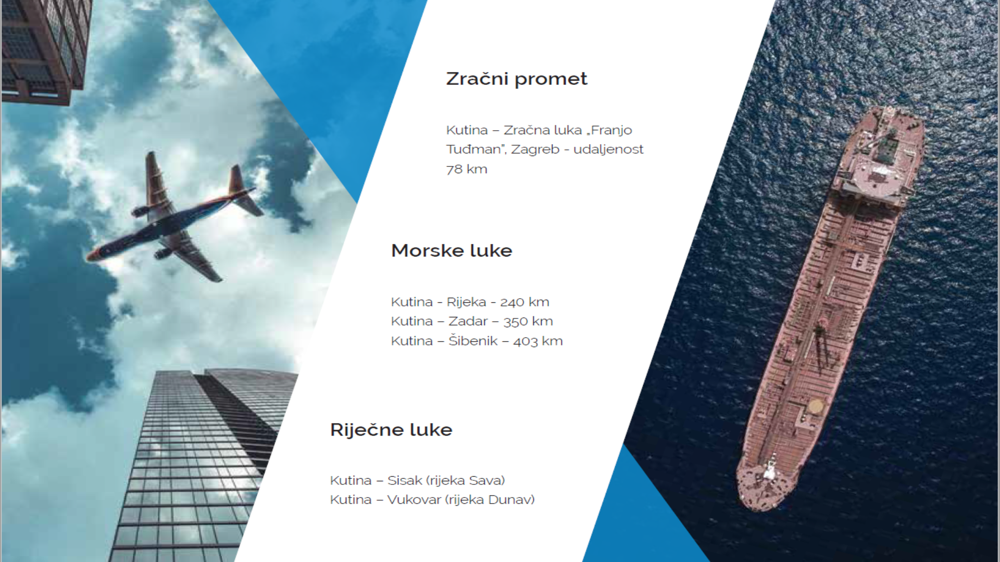 Zračni promet
Kutina – Zračna luka „Franjo
Tuđman”, Zagreb - udaljenost
78 km
Morske luke
Kutina - Rijeka - 240 km
Kutina – Zadar – 350 km
Kutina – Šibenik – 403 km
Riječne luke
Kutina – Sisak (rijeka Sava)
Kutina – Vukovar (rijeka Dunav)